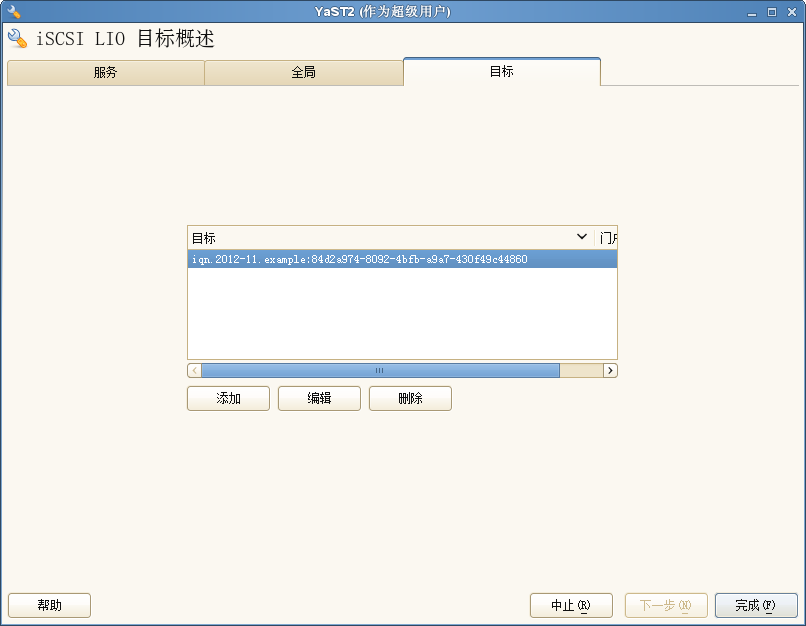 YaST2 (作为超级用户)
iSCSI LIO 目标概述
服务 全局 目标
目标 门户
iqn.2012-11.example:84d2a974-8092-4bfb-a9a7-430f49c44860
添加 编辑 删除
帮助 中止(R) 下一步(N) 完成(F)